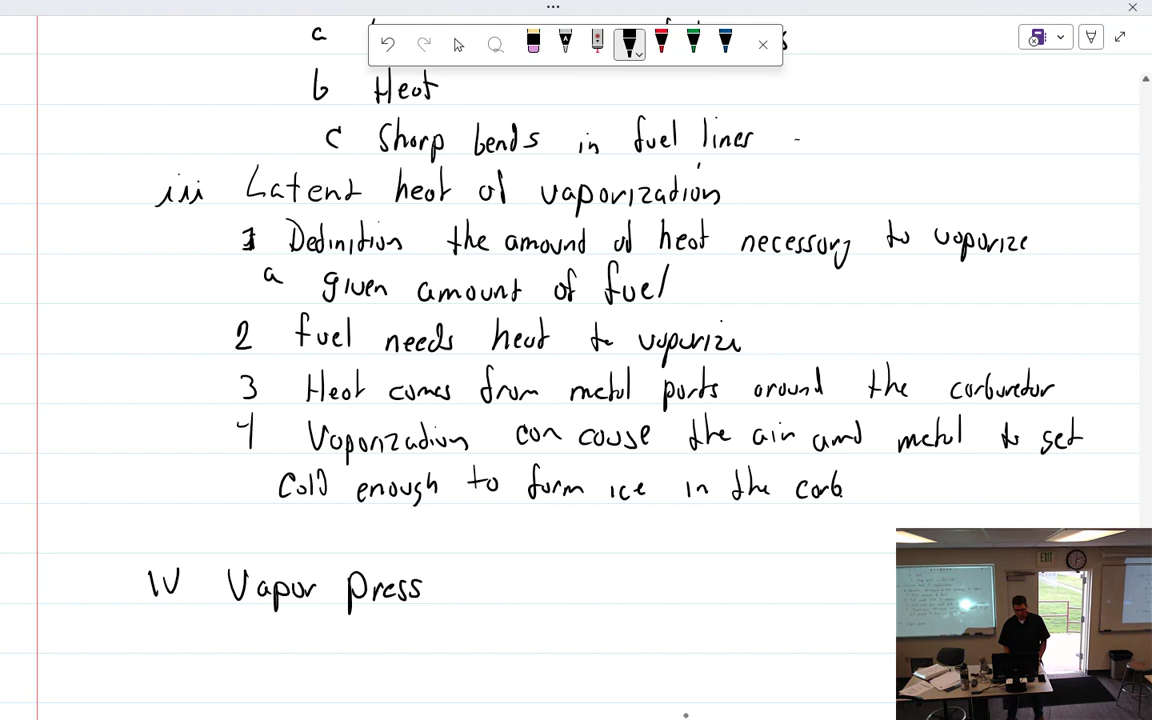 a
b Heat
c Sharp bends in fuel lines
iii Latent heat of vaporization
1 Definition the amount of heat necessary to vaporize
a given amount of fuel
2 fuel needs heat to vaporize
3 Heat comes from metal parts around the carburetor
4 Vaporization can cause the air and metal to get
cold enough to form ice in the carb
IV Vapor press
EXIT